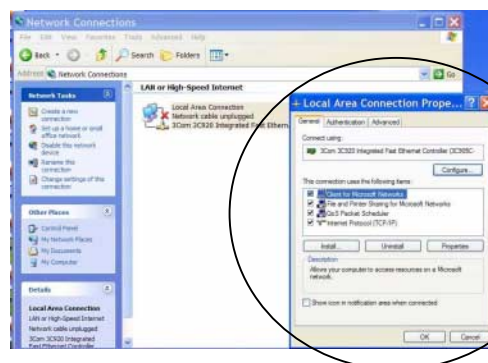 Network Connections
File Edit View Favorites Tools Advanced Help
Back Search Folders
Address Network Connections Go
Network Tasks
Create a new
connection
Set up a home or small
office network
Disable this network
device
Rename this
connection
Change settings of this
connection
Other Places
Control Panel
My Network Places
My Documents
My Computer
Details
Local Area Connection
LAN or High-Speed Internet
Network cable unplugged
3Com 3C920 Integrated
Fast Ethernet Controller
LAN or High-Speed Internet
Local Area Connection
Network cable unplugged
3Com 3C920 Integrated Fast Ethern
Local Area Connection Prope...
General Authentication Advanced
Connect using:
3Com 3C920 Integrated Fast Ethernet Controller (3C905C-
Configure...
This connection uses the following items:
Client for Microsoft Networks
File and Printer Sharing for Microsoft Networks
QoS Packet Scheduler
Internet Protocol (TCP/IP)
Install... Uninstall Properties
Description
Allows your computer to access resources on a Microsoft
network.
Show icon in notification area when connected
OK Cancel